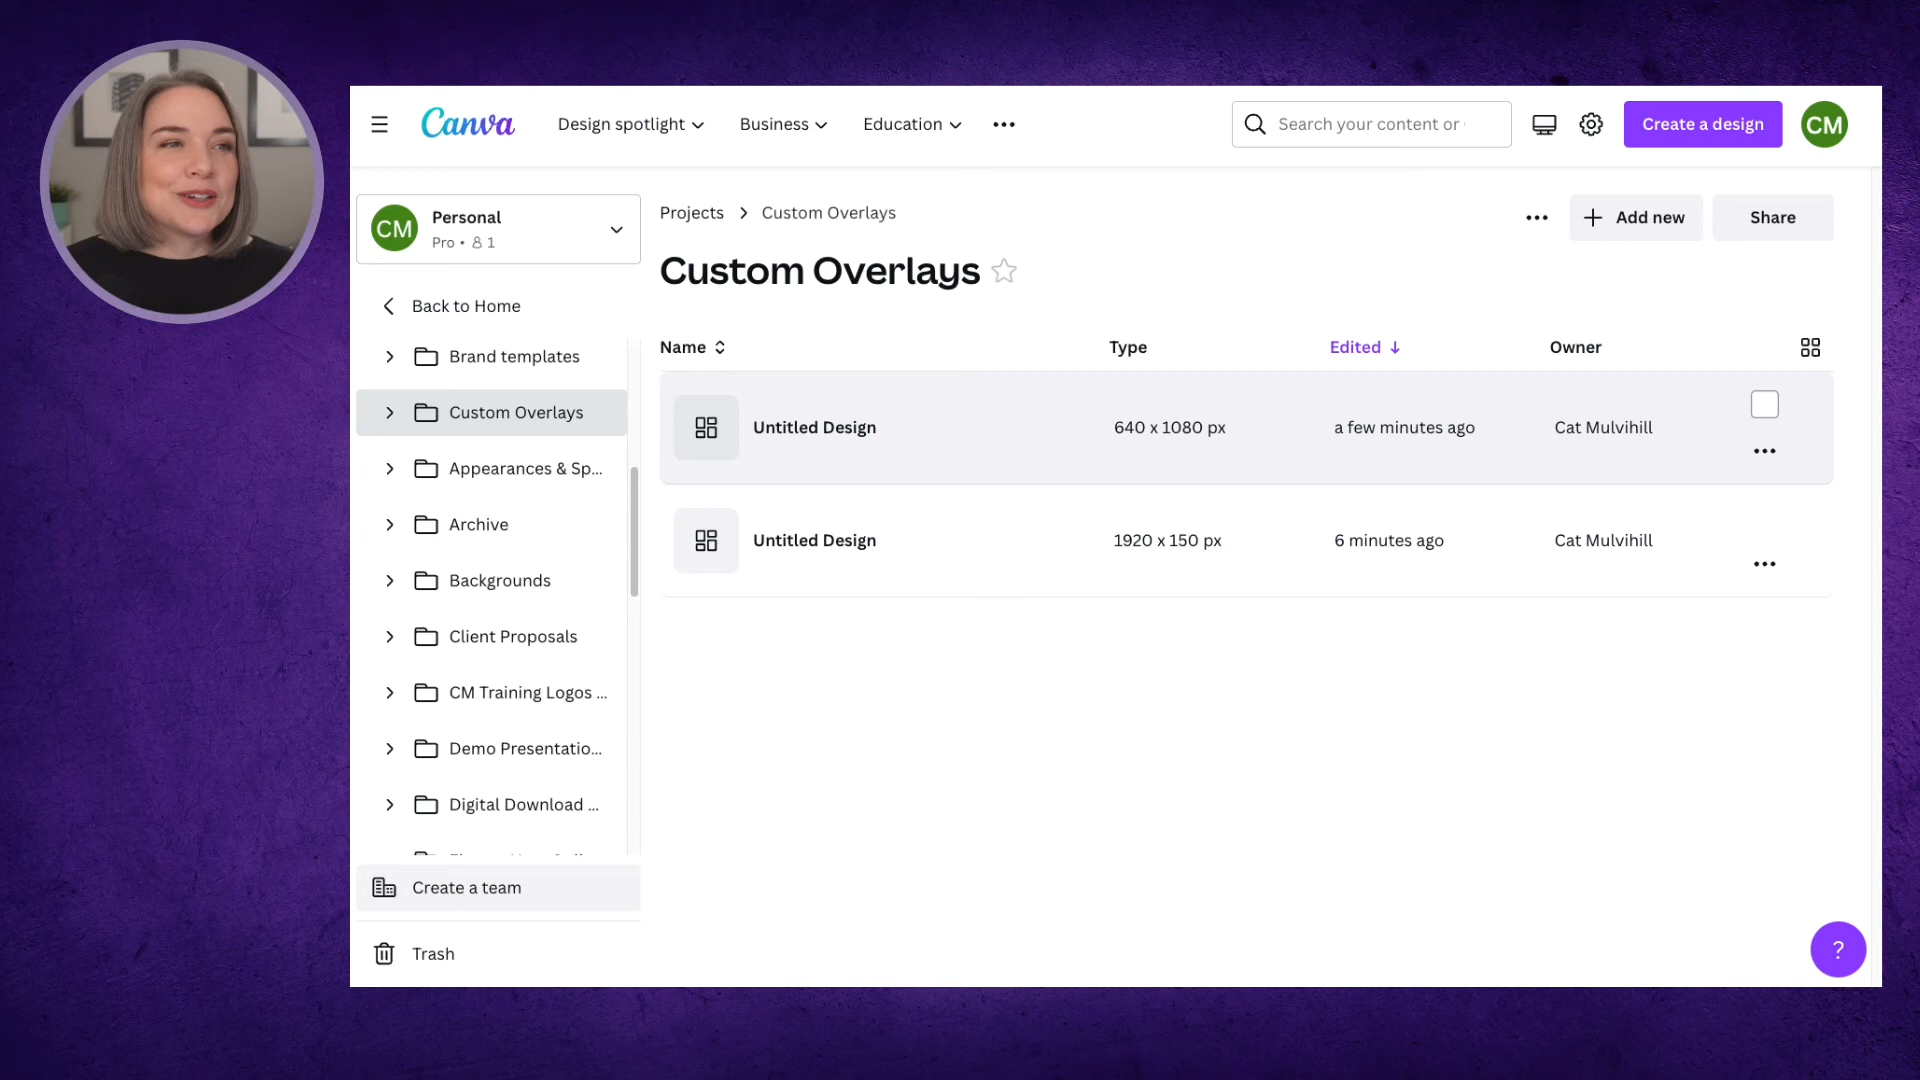 Canva
Design spotlight
Business
Education
Search your content or
Create a design
CM
CM
Personal
Pro • 1
Back to Home
Brand templates
Custom Overlays
Appearances & Sp...
Archive
Backgrounds
Client Proposals
CM Training Logos ...
Demo Presentatio...
Digital Download ...
Create a team
Trash
Projects > Custom Overlays
Add new
Share
Custom Overlays
Name Type Edited Owner
Untitled Design 640 x 1080 px a few minutes ago Cat Mulvihill
Untitled Design 1920 x 150 px 6 minutes ago Cat Mulvihill
?